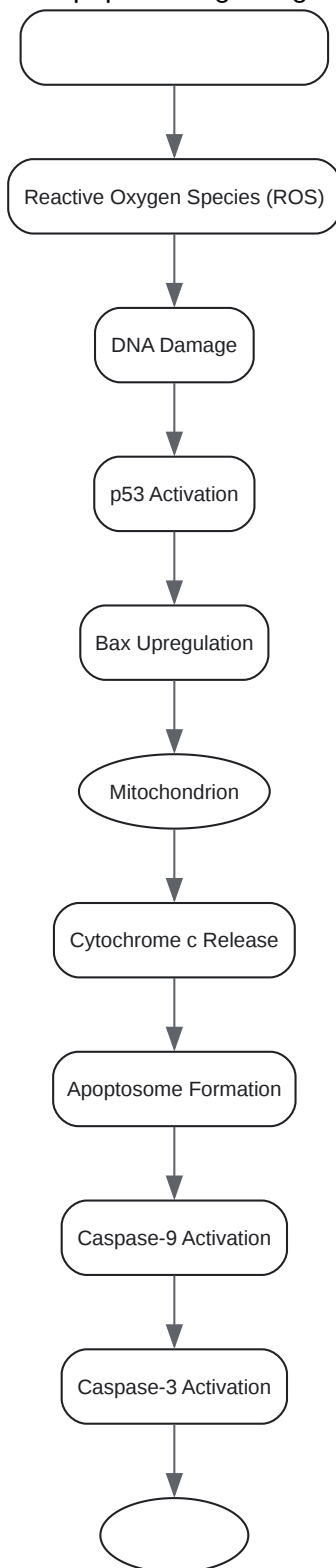 Reactive Oxygen Species (ROS)
DNA Damage
p53 Activation
Bax Upregulation
Mitochondrion
Cytochrome c Release
Apoptosome Formation
Caspase-9 Activation
Caspase-3 Activation